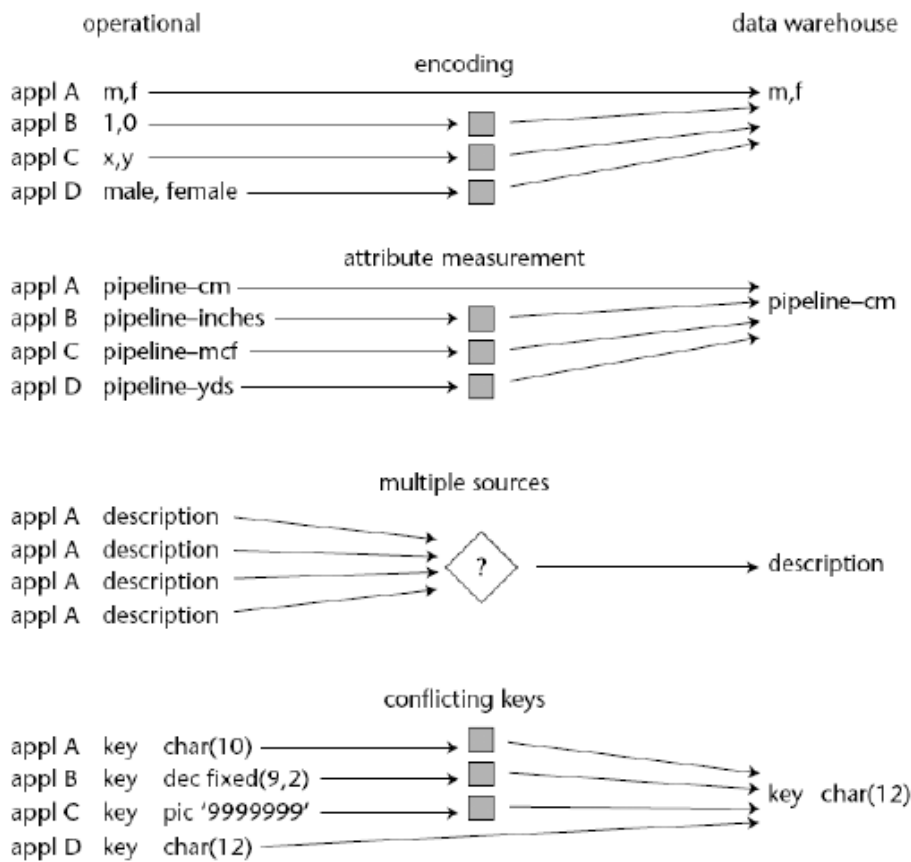 operational data warehouse
encoding
appl A m,f m,f
appl B 1,0
appl C x,y
appl D male, female
attribute measurement
appl A pipeline–cm
pipeline–cm
appl B pipeline–inches
appl C pipeline–mcf
appl D pipeline–yds
multiple sources
appl A description
appl A description
? description
appl A description
appl A description
conflicting keys
appl A key char(10)
appl B key dec fixed(9,2)
key char(12)
appl C key pic ‘9999999’
appl D key char(12)